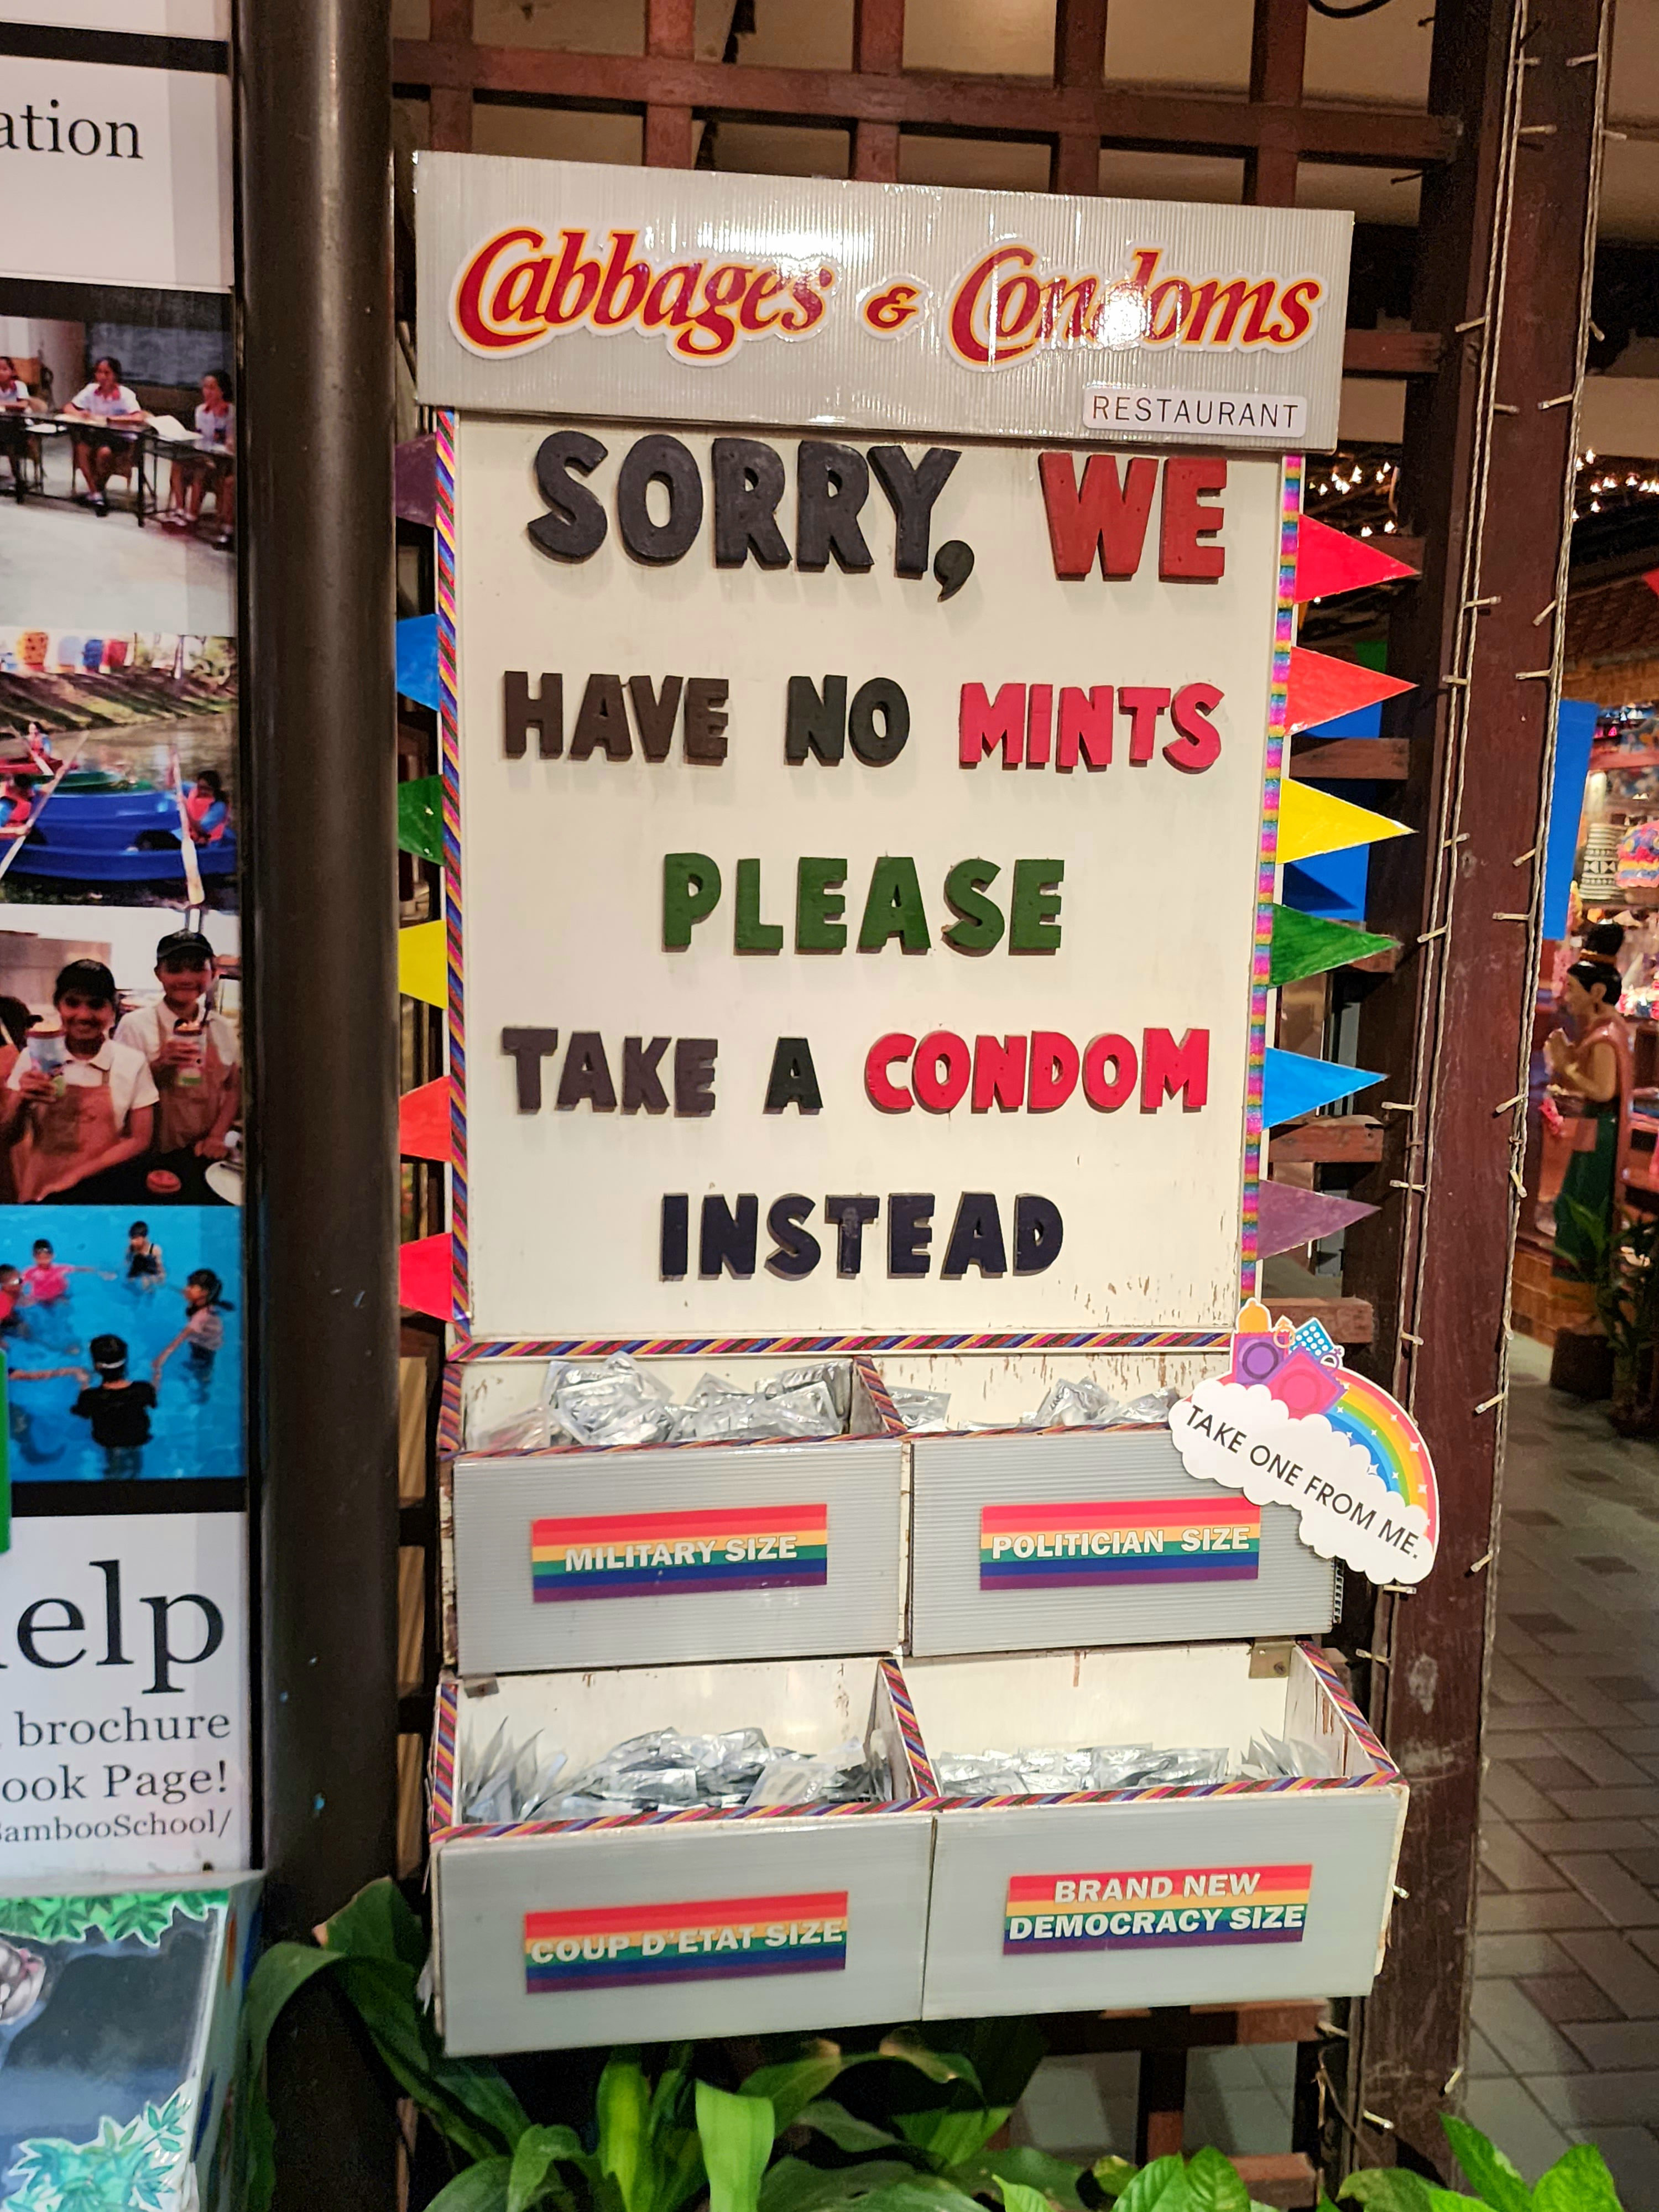 ation
Cabbages & Condoms
RESTAURANT
SORRY, WE
HAVE NO MINTS
PLEASE
TAKE A CONDOM
INSTEAD
TAKE ONE FROM ME.
MILITARY SIZE
POLITICIAN SIZE
COUP D'ETAT SIZE
BRAND NEW
DEMOCRACY SIZE
elp
brochure
ook Page!
BambooSchool/